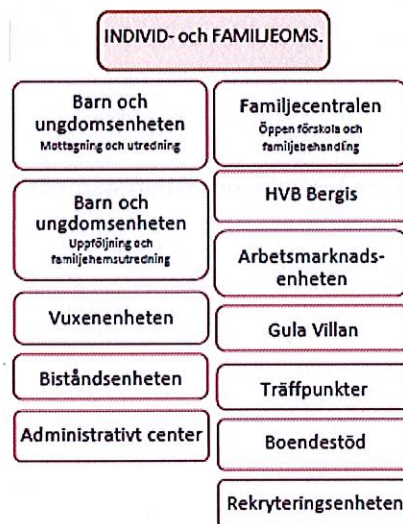 INDIVID- och FAMILJEOMS.
Barn och
ungdomsenheten
Mottagning och utredning
Barn och
ungdomsenheten
Uppföljning och
familjehemsutredning
Vuxenenheten
Biståndsenheten
Administrativt center
Familjecentralen
Öppen förskola och
familjebehandling
HVB Bergis
Arbetsmarknads-
enheten
Gula Villan
Träffpunkter
Boendestöd
Rekryteringsenheten